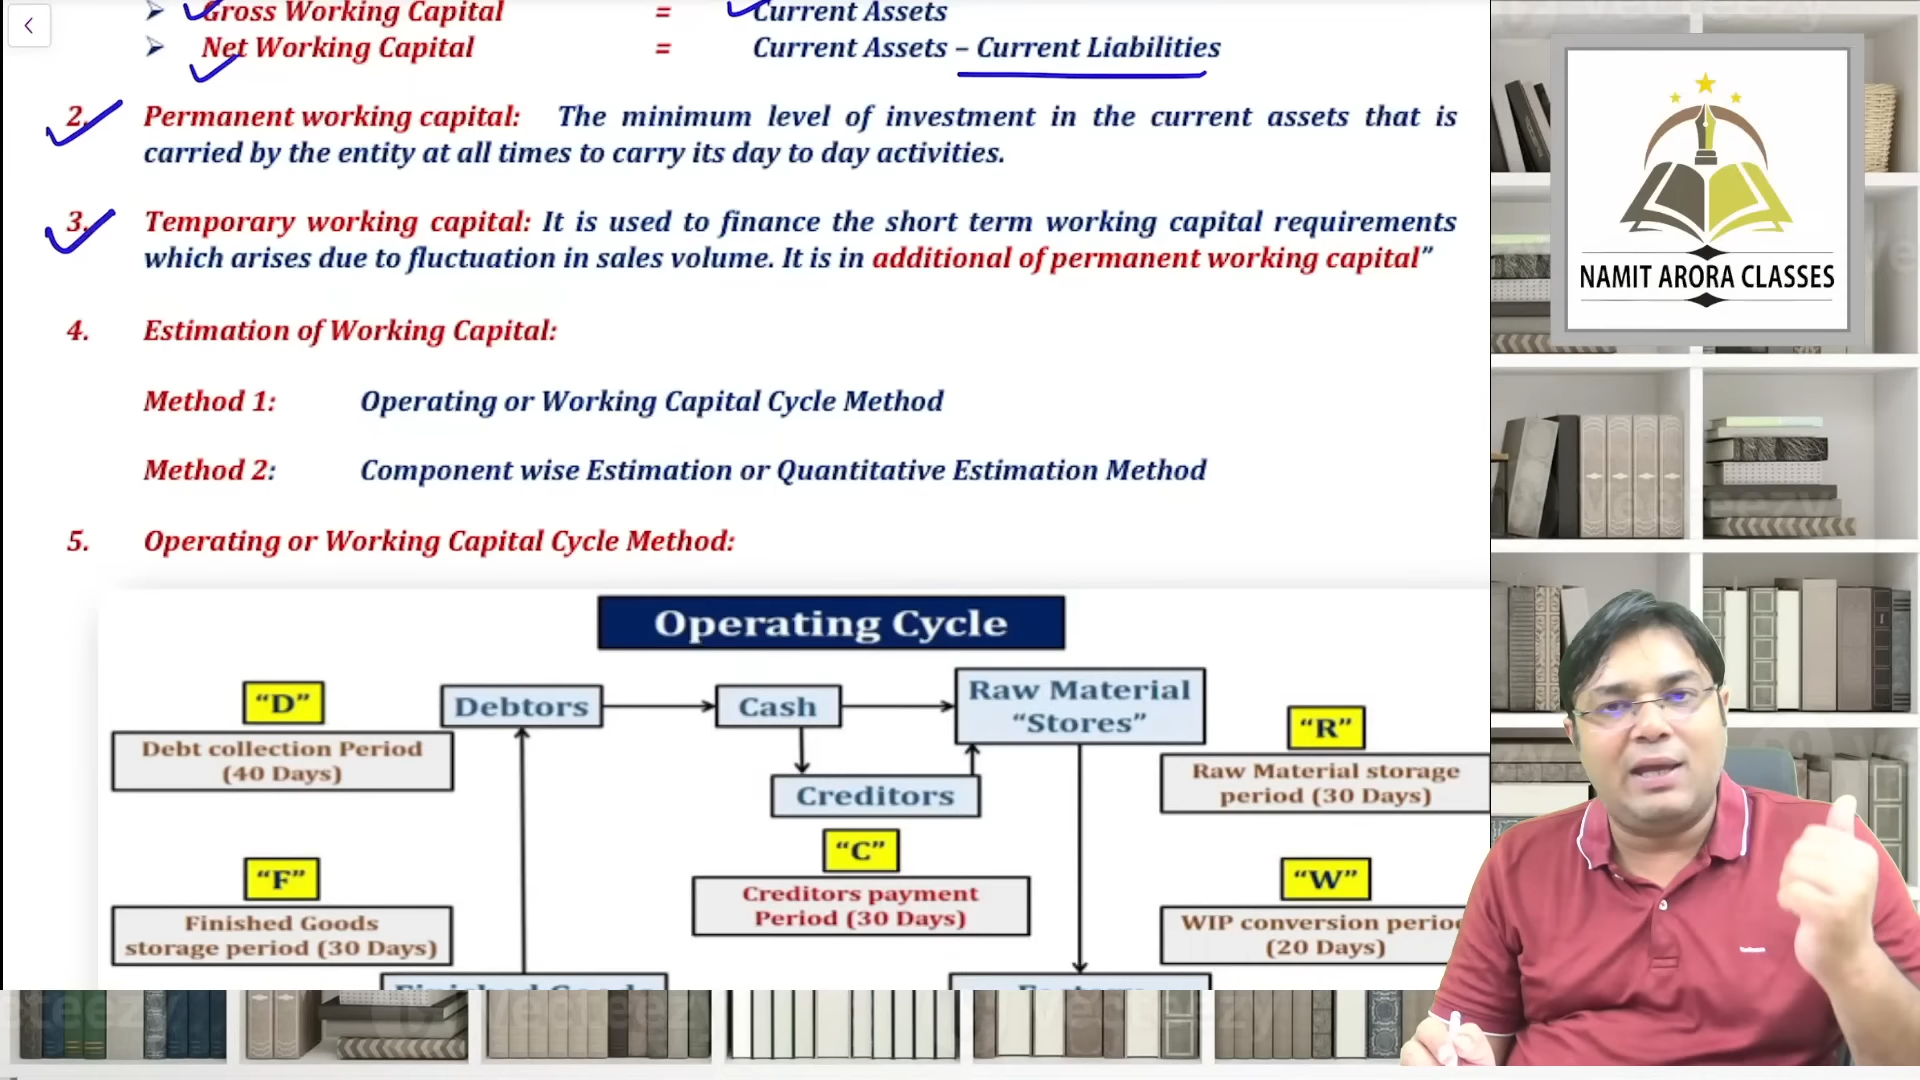 Gross Working Capital = Current Assets
Net Working Capital = Current Assets – Current Liabilities
2. Permanent working capital: The minimum level of investment in the current assets that is
carried by the entity at all times to carry its day to day activities.
3. Temporary working capital: It is used to finance the short term working capital requirements
which arises due to fluctuation in sales volume. It is in additional of permanent working capital”
4. Estimation of Working Capital:
Method 1: Operating or Working Capital Cycle Method
Method 2: Component wise Estimation or Quantitative Estimation Method
5. Operating or Working Capital Cycle Method:
Operating Cycle
“D”
Debt collection Period
(40 Days)
Debtors
Cash
Raw Material
“Stores”
“R”
Raw Material storage
period (30 Days)
Creditors
“C”
Creditors payment
Period (30 Days)
“F”
Finished Goods
storage period (30 Days)
“W”
WIP conversion perio
(20 Days)
Finished Goods
NAMIT ARORA CLASSES